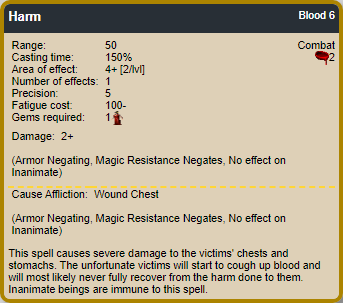 Harm Blood 6
Range: 50 Combat
Casting time: 150% 2
Area of effect: 4+ [2/lvl]
Number of effects: 1
Precision: 5
Fatigue cost: 100-
Gems required: 1
Damage: 2+
(Armor Negating, Magic Resistance Negates, No effect on
Inanimate)
Cause Affliction: Wound Chest
(Armor Negating, Magic Resistance Negates, No effect on
Inanimate)
This spell causes severe damage to the victims' chests and
stomachs. The unfortunate victims will start to cough up blood and
will most likely never fully recover from the harm done to them.
Inanimate beings are immune to this spell.